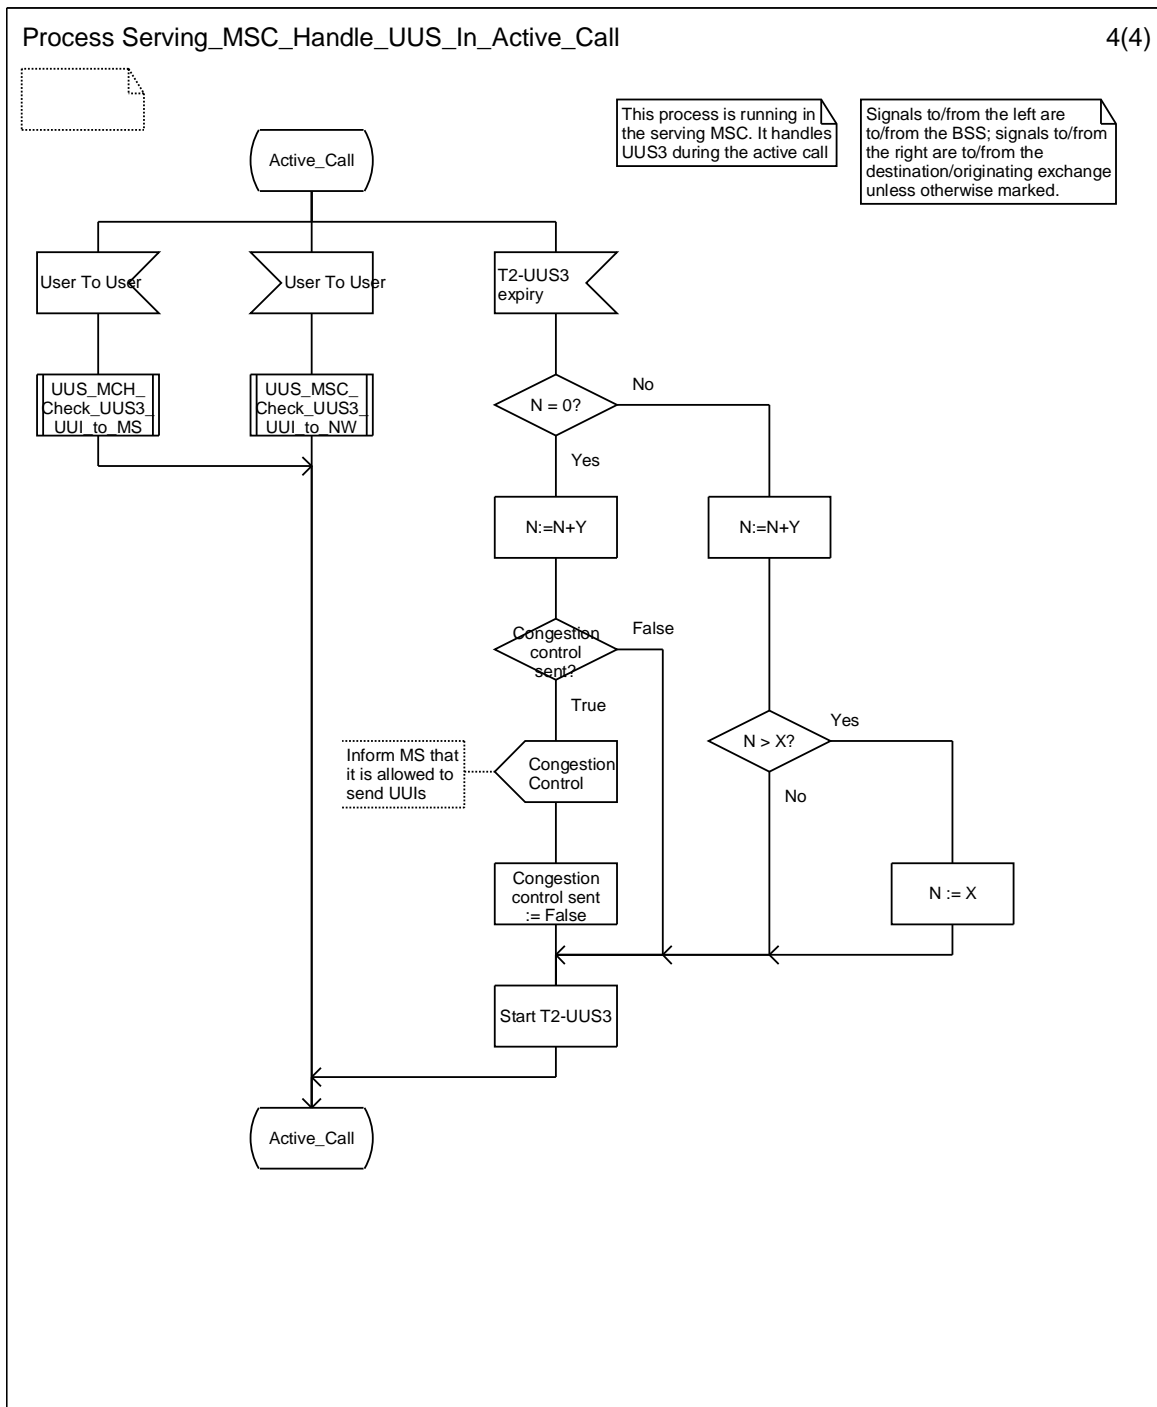 Process Serving_MSC_Handle_UUS_In_Active_Call
4(4)
This process is running in
the serving MSC. It handles
UUS3 during the active call
Signals to/from the left are
to/from the BSS; signals to/from
the right are to/from the
destination/originating exchange
unless otherwise marked.
Active_Call
User To User
User To User
T2-UUS3
expiry
UUS_MCH_
Check_UUS3_
UUI_to_MS
UUS_MSC_
Check_UUS3_
UUI_to_NW
N = 0?
No
Yes
N:=N+Y
N:=N+Y
Congestion
control
sent?
False
True
N > X?
Yes
No
Inform MS that
it is allowed to
send UUIs
Congestion
Control
Congestion
control sent
:= False
N := X
Start T2-UUS3
Active_Call